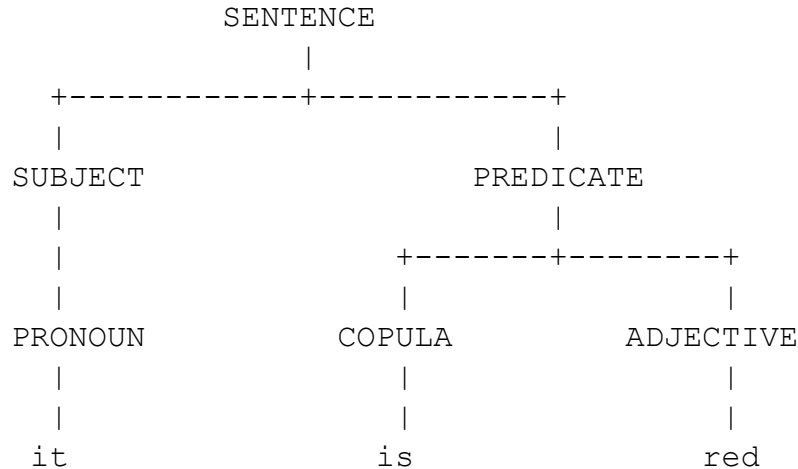 SENTENCE
|
+------------+------------+
| |
SUBJECT PREDICATE
| |
| +-------+--------+
| | |
PRONOUN COPULA ADJECTIVE
| | |
| | |
it is red